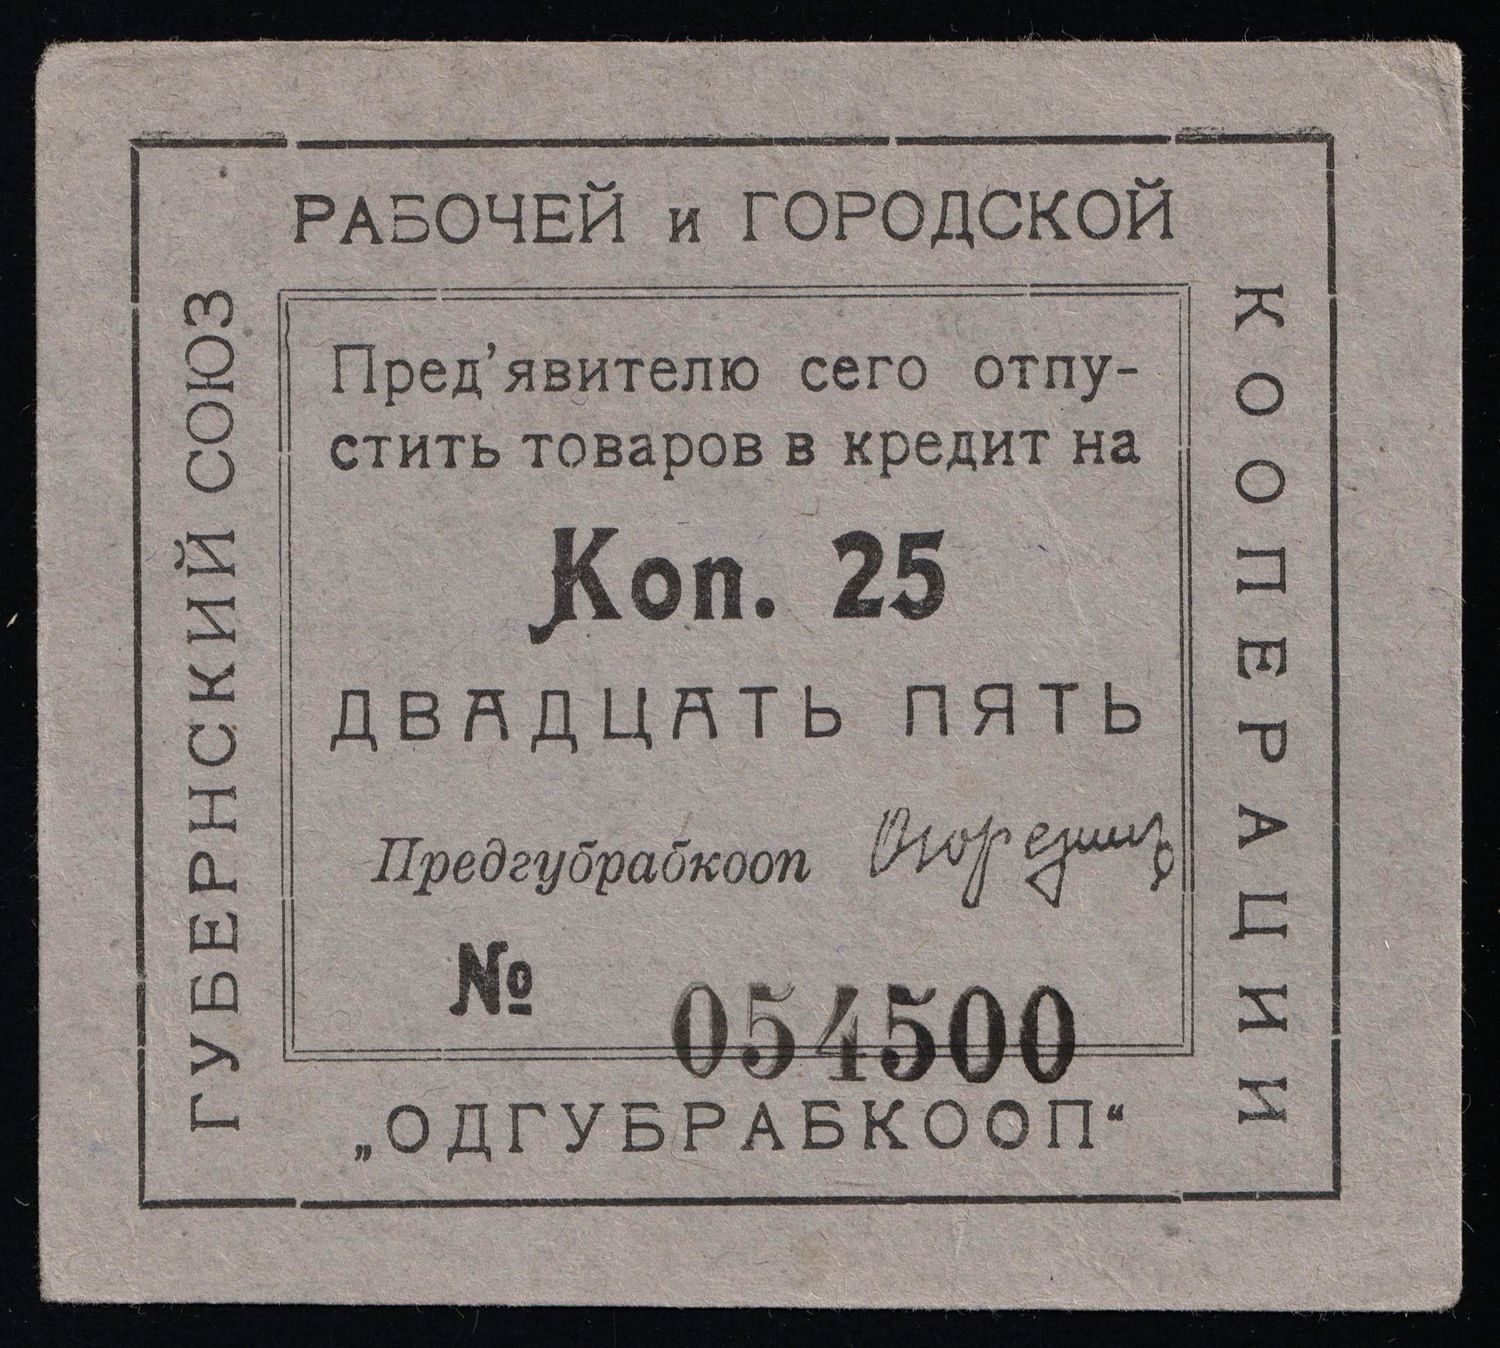 ГУБЕРНСКИЙ СОЮЗ
РАБОЧЕЙ и ГОРОДСКОЙ
КООПЕРАЦИИ
Пред'явителю сего отпу-
стить товаров в кредит на
Коп. 25
ДВАДЦАТЬ ПЯТЬ
Предгубрабкооп
№ 054500
„ОДГУБРАБКООП“